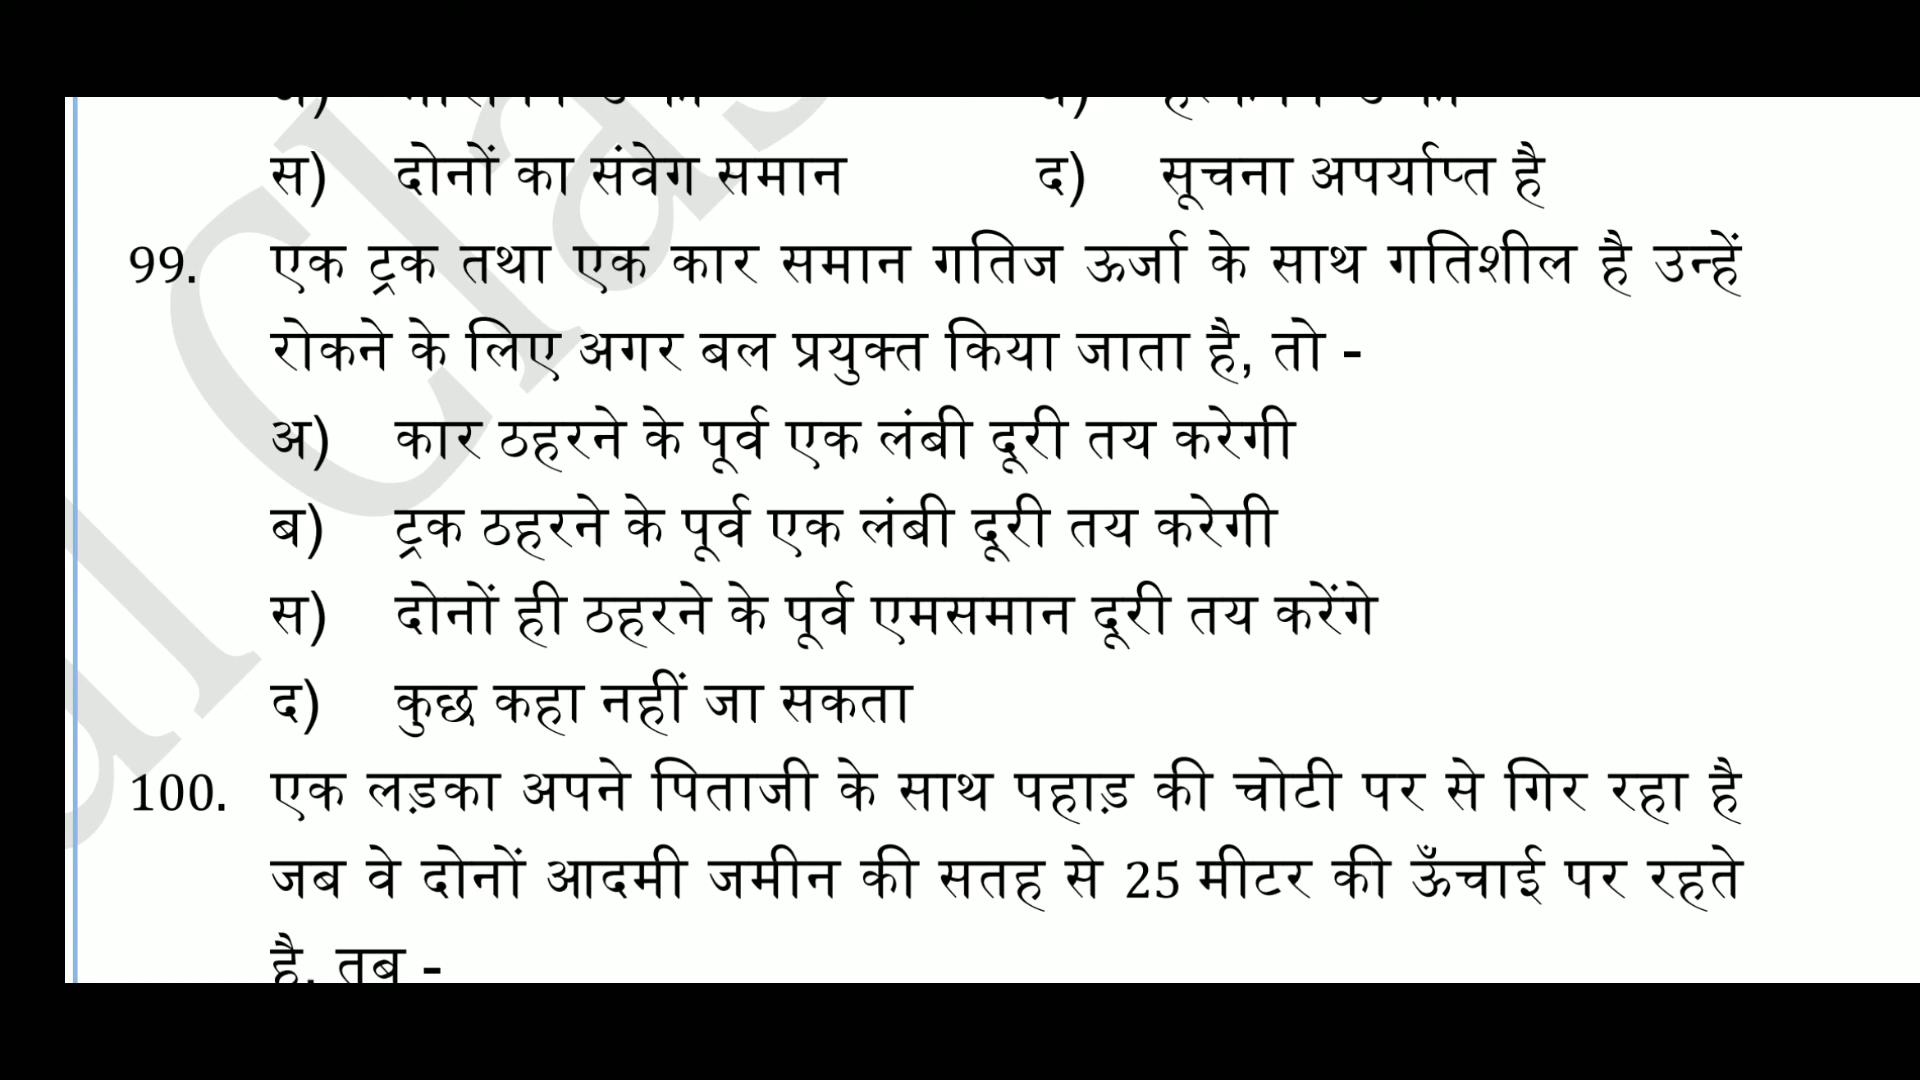 स) दोनों का संवेग समान द) सूचना अपर्याप्त है
99. एक ट्रक तथा एक कार समान गतिज ऊर्जा के साथ गतिशील है उन्हें
रोकने के लिए अगर बल प्रयुक्त किया जाता है, तो -
अ) कार ठहरने के पूर्व एक लंबी दूरी तय करेगी
ब) ट्रक ठहरने के पूर्व एक लंबी दूरी तय करेगी
स) दोनों ही ठहरने के पूर्व एमसमान दूरी तय करेंगे
द) कुछ कहा नहीं जा सकता
100. एक लड़का अपने पिताजी के साथ पहाड़ की चोटी पर से गिर रहा है
जब वे दोनों आदमी जमीन की सतह से 25 मीटर की ऊँचाई पर रहते
है, तब -